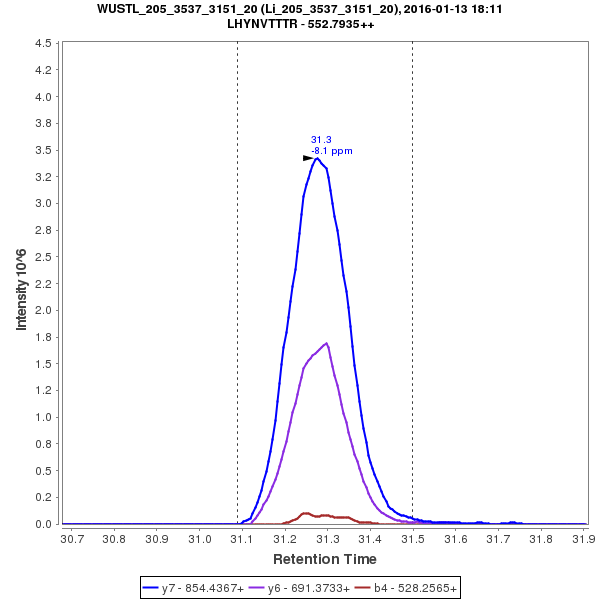 WUSTL_205_3537_3151_20 (Li_205_3537_3151_20), 2016-01-13 18:11
LHYNVTTTR - 552.7935++
31.3
-8.1 ppm
Intensity 10^6
4.5
4.2
4.0
3.8
3.5
3.2
3.0
2.8
2.5
2.2
2.0
1.8
1.5
1.2
1.0
0.8
0.5
0.2
0.0
30.7 30.8 30.9 31.0 31.1 31.2 31.3 31.4 31.5 31.6 31.7 31.8 31.9
Retention Time
y7 - 854.4367+ y6 - 691.3733+ b4 - 528.2565+